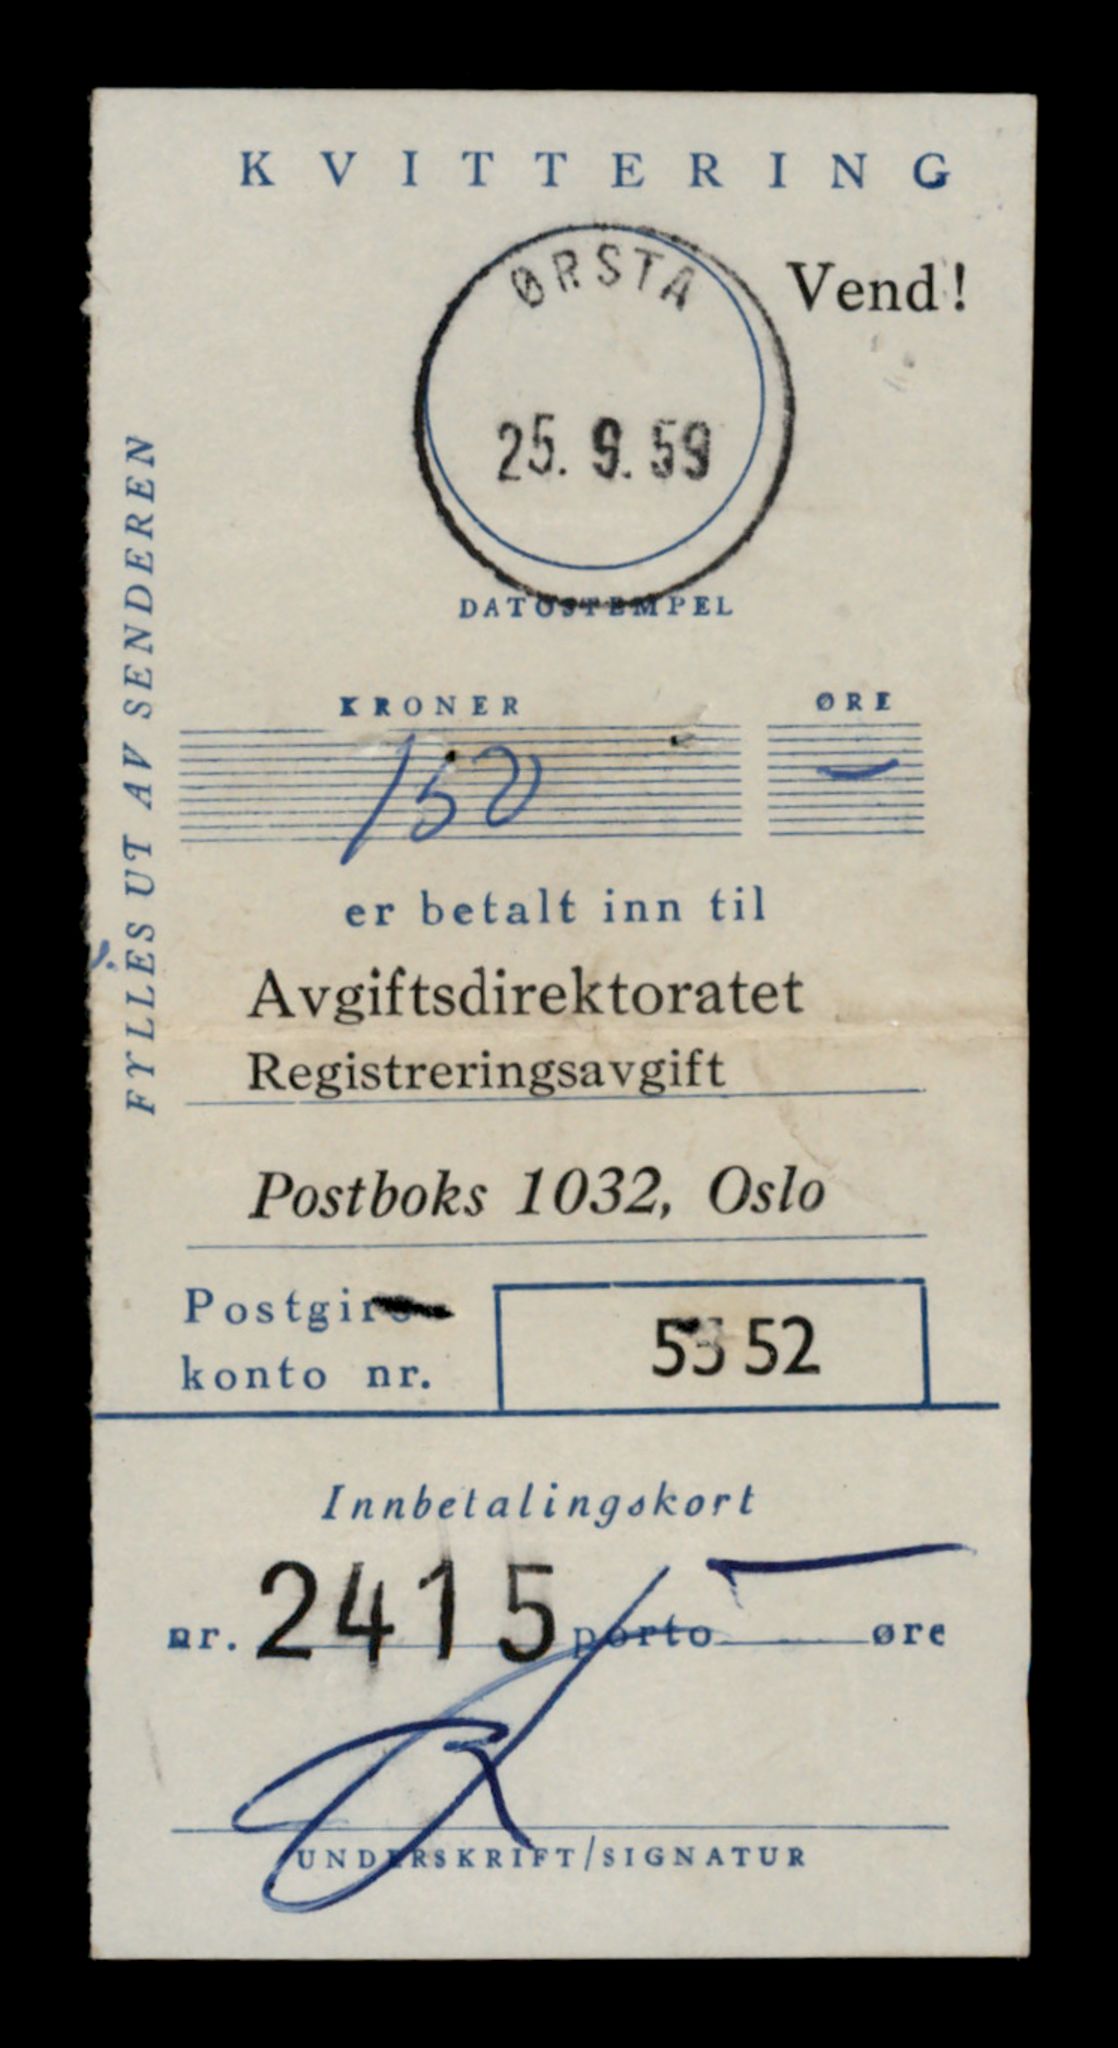 KVITTERING
Vend!
ØRSTA
25. 9. 59
DATOSTEMPEL
FYLLES UT AV SENDEREN
KRONER ØRE
150 —
er betalt inn til
Avgiftsdirektoratet
Registreringsavgift
Postboks 1032, Oslo
Postgiro
konto nr. 5552
Innbetalingskort
nr. 2415 porto — øre
UNDERSKRIFT/SIGNATUR